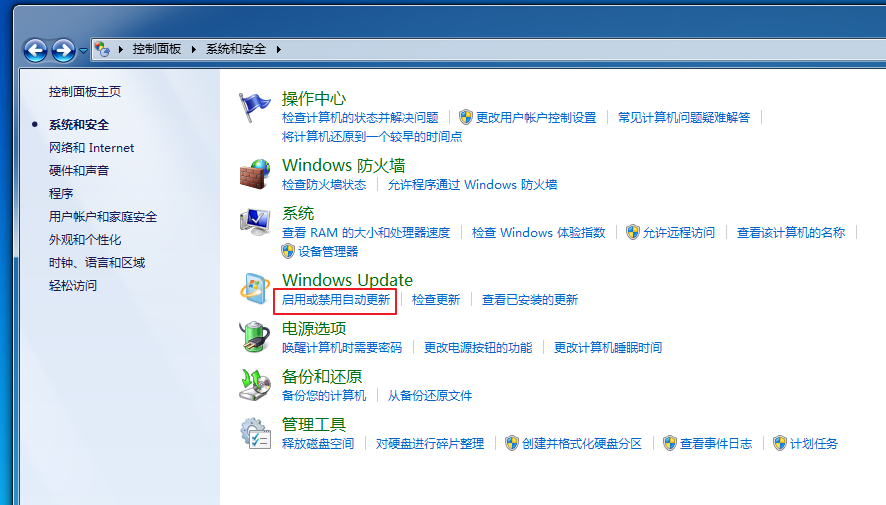 控制面板 系统和安全
控制面板主页
系统和安全
网络和 Internet
硬件和声音
程序
用户帐户和家庭安全
外观和个性化
时钟、语言和区域
轻松访问
操作中心
检查计算机的状态并解决问题 更改用户帐户控制设置 常见计算机问题疑难解答
将计算机还原到一个较早的时间点
Windows 防火墙
检查防火墙状态 允许程序通过 Windows 防火墙
系统
查看 RAM 的大小和处理器速度 检查 Windows 体验指数 允许远程访问 查看该计算机的名称
设备管理器
Windows Update
启用或禁用自动更新 检查更新 查看已安装的更新
电源选项
唤醒计算机时需要密码 更改电源按钮的功能 更改计算机睡眠时间
备份和还原
备份您的计算机 从备份还原文件
管理工具
释放磁盘空间 对硬盘进行碎片整理 创建并格式化硬盘分区 查看事件日志 计划任务